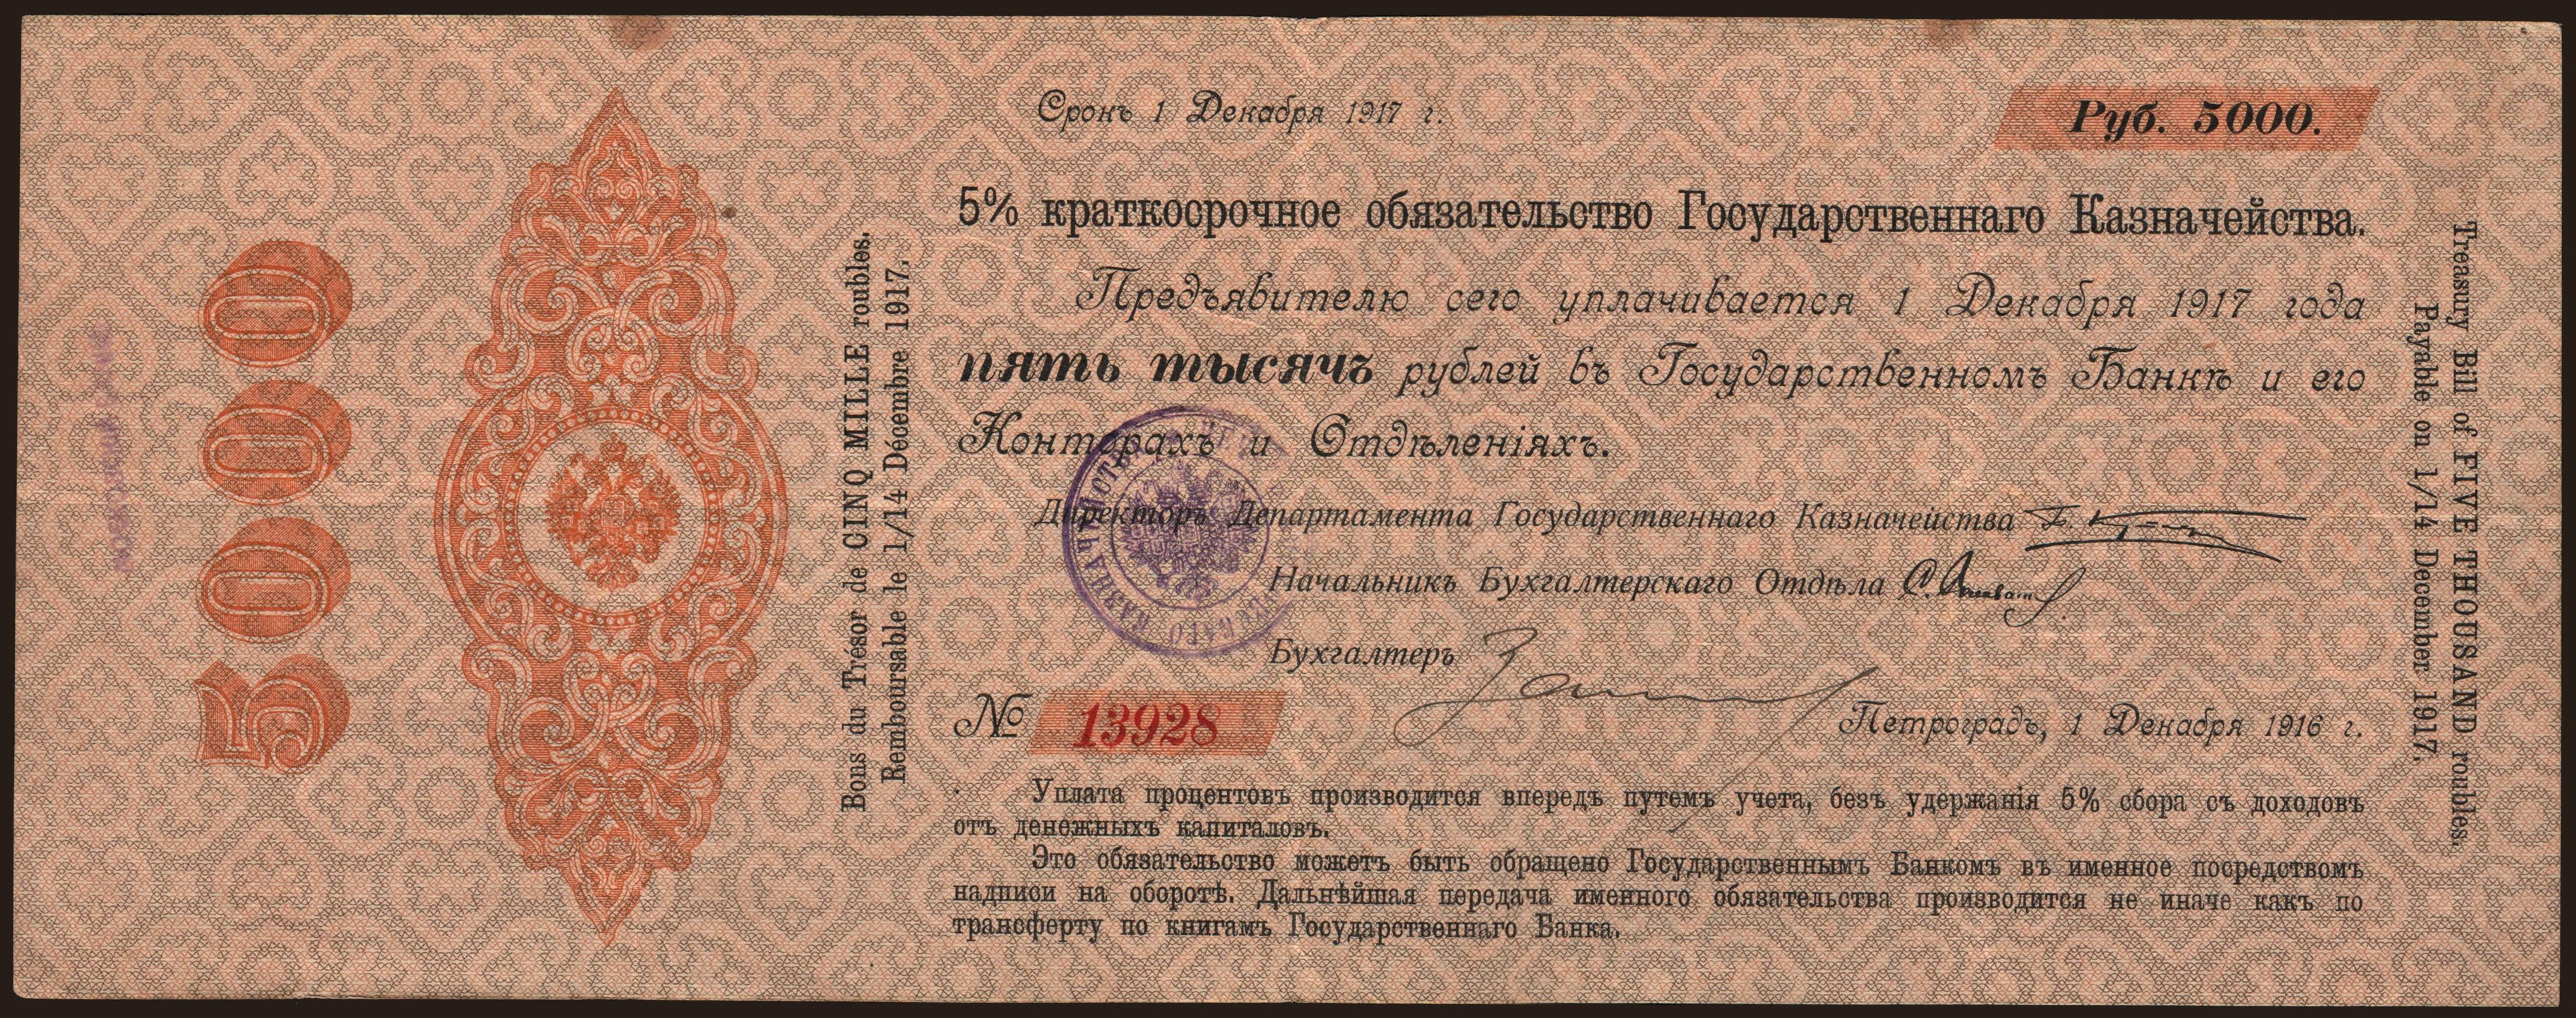 5000
Bons du Tresor de CINQ MILLE roubles.
Remboursable le 1/14 Décembre 1917.
Срокъ 1 Декабря 1917 г.
Руб. 5000.
5% краткосрочное обязательство Государственнаго Казначейства.
Предъявителю сего уплачивается 1 Декабря 1917 года
пять тысячъ рублей въ Государственномъ Банкѣ и его
Конторахъ и Отдѣленіяхъ.
Директоръ Департамента Государственнаго Казначейства
Начальникъ Бухгалтерскаго Отдѣла
Бухгалтеръ
№ 13928
Петроградъ, 1 Декабря 1916 г.
Уплата процентовъ производится впередъ путемъ учета, безъ удержанія 5% сбора съ доходовъ
отъ денежныхъ капиталовъ.
Это обязательство можетъ быть обращено Государственнымъ Банкомъ въ именное посредствомъ
надписи на оборотѣ. Дальнѣйшая передача именного обязательства производится не иначе какъ по
трансферту по книгамъ Государственнаго Банка.
Treasury Bill of FIVE THOUSAND roubles.
Payable on 1/14 December 1917.